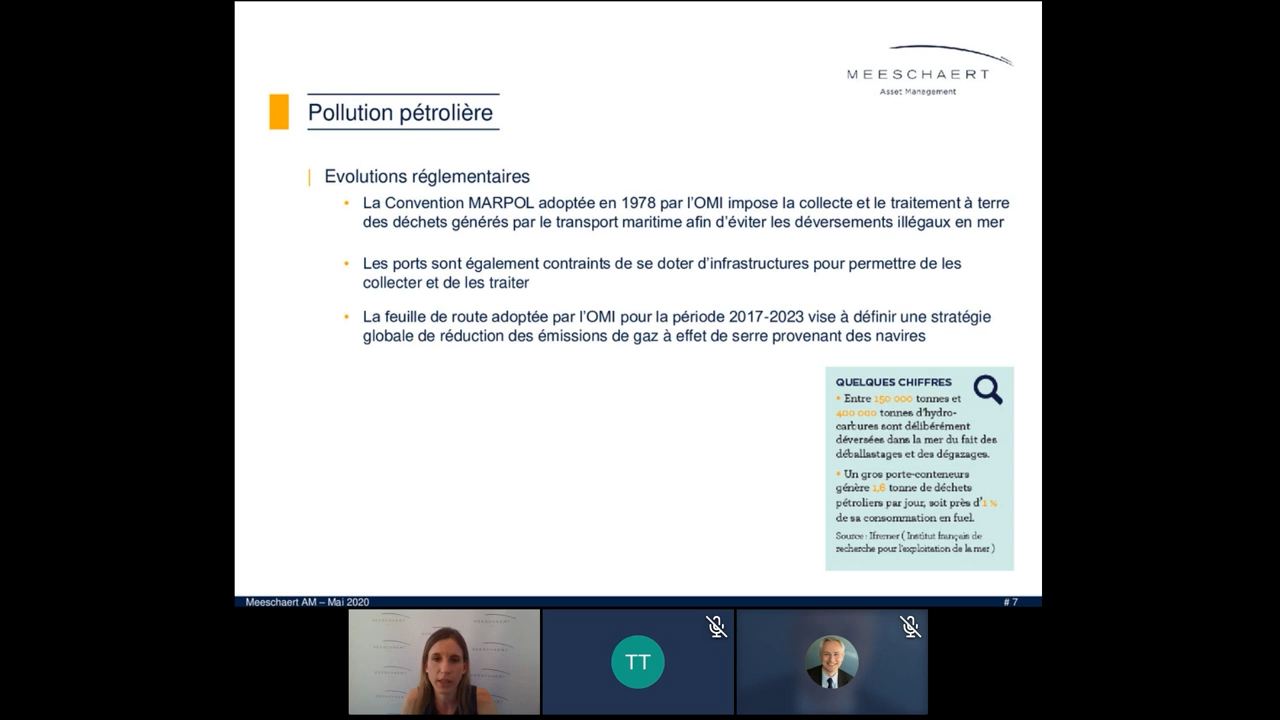 MEESCHAERT
Asset Management
Pollution pétrolière
Evolutions réglementaires
• La Convention MARPOL adoptée en 1978 par l'OMI impose la collecte et le traitement à terre
des déchets générés par le transport maritime afin d'éviter les déversements illégaux en mer
• Les ports sont également contraints de se doter d'infrastructures pour permettre de les
collecter et de les traiter
• La feuille de route adoptée par l'OMI pour la période 2017-2023 vise à définir une stratégie
globale de réduction des émissions de gaz à effet de serre provenant des navires
QUELQUES CHIFFRES
• Entre 150 000 tonnes et
400 000 tonnes d'hydro-
carbures sont délibérément
déversées dans la mer du fait des
déballastages et des dégazages.
• Un gros porte-conteneurs
génère 1,6 tonne de déchets
pétroliers par jour, soit près d'1 %
de sa consommation en fuel.
Source : Ifremer ( Institut français de
recherche pour l'exploitation de la mer )
Meeschaert AM – Mai 2020
# 7
MEESCHAERT
TT